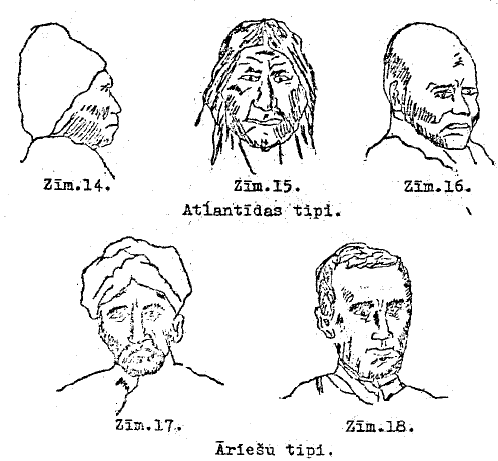 Zīm.14. Zīm.15. Zīm.16.
Atlantīdas tipi.
Zīm.17. Zīm.18.
Āriešu tipi.